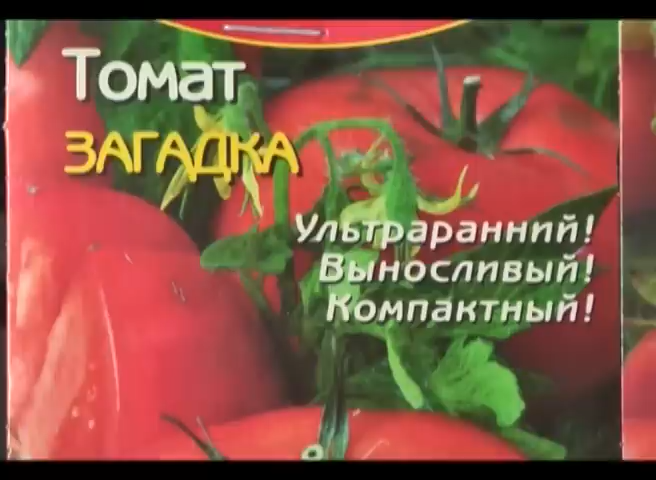 Томат
ЗАГАДКА
Ультраранний!
Выносливый!
Компактный!